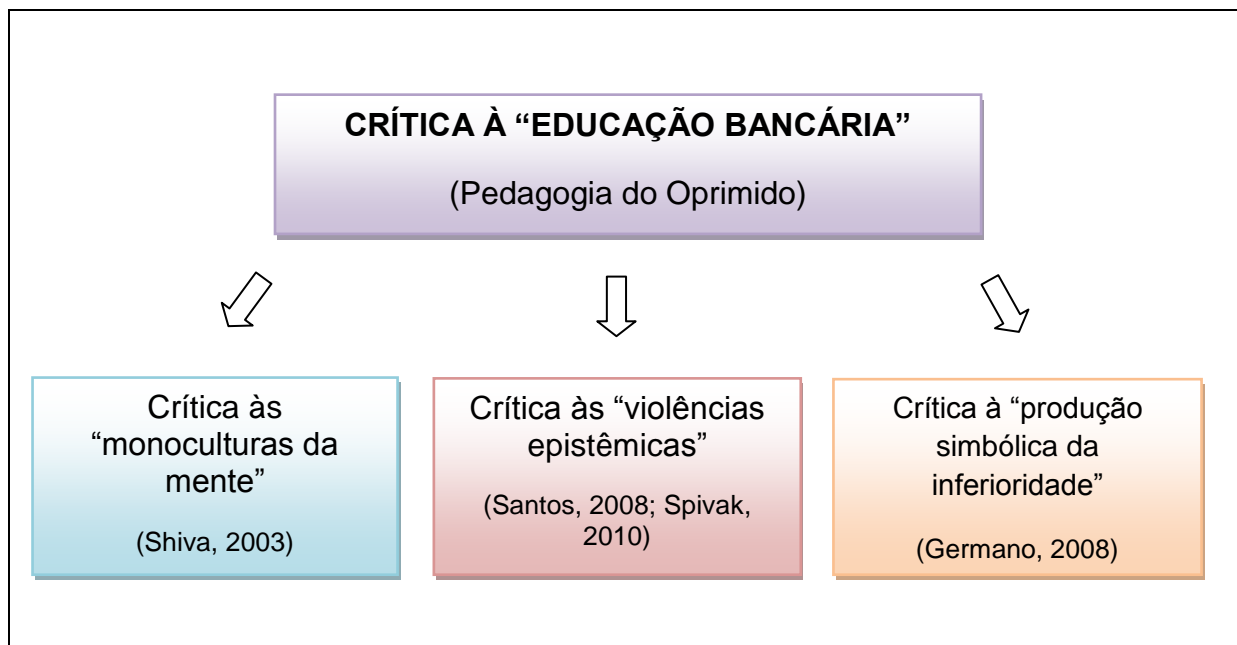 CRÍTICA À “EDUCAÇÃO BANCÁRIA”
(Pedagogia do Oprimido)
Crítica às
“monoculturas da
mente”
(Shiva, 2003)
Crítica às “violências
epistêmicas”
(Santos, 2008; Spivak,
2010)
Crítica à “produção
simbólica da
inferioridade”
(Germano, 2008)